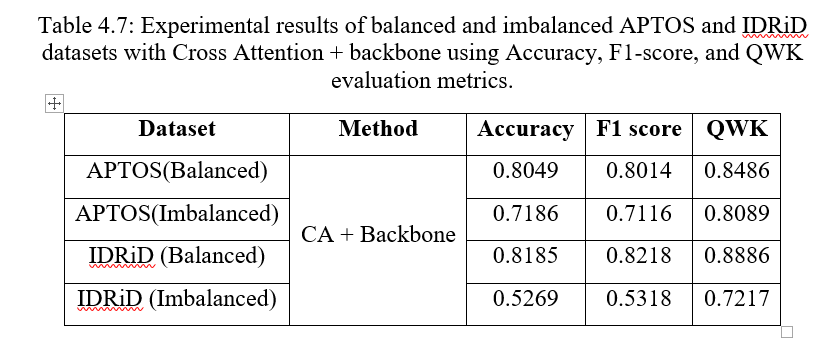 Table 4.7: Experimental results of balanced and imbalanced APTOS and IDRiD
datasets with Cross Attention + backbone using Accuracy, F1-score, and QWK
evaluation metrics.
Dataset Method Accuracy F1 score QWK
APTOS(Balanced) 0.8049 0.8014 0.8486
APTOS(Imbalanced) 0.7186 0.7116 0.8089
CA + Backbone
IDRiD (Balanced) 0.8185 0.8218 0.8886
IDRiD (Imbalanced) 0.5269 0.5318 0.7217